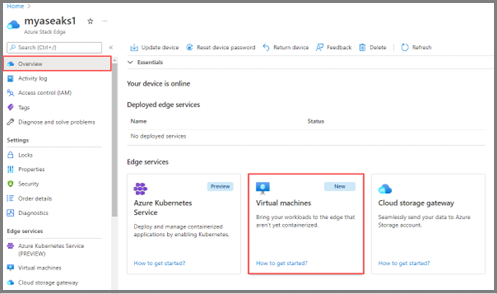 Home >
myaseaks1
Azure Stack Edge
Search (Ctrl+/)
Overview
Activity log
Access control (IAM)
Tags
Diagnose and solve problems
Settings
Locks
Properties
Security
Order details
Diagnostics
Edge services
Azure Kubernetes Service
(PREVIEW)
Virtual machines
Cloud storage gateway
Update device
Reset device password
Return device
Feedback
Delete
Refresh
Essentials
Your device is online
Deployed edge services
Name Status
No deployed services
Edge services
Preview
Azure Kubernetes
Service
Deploy and manage containerized
applications by enabling Kubernetes.
How to get started?
New
Virtual machines
Bring your workloads to the edge that
aren't yet containerized.
How to get started?
Cloud storage gateway
Seamlessly send your data to Azure
Storage account.
How to get started?